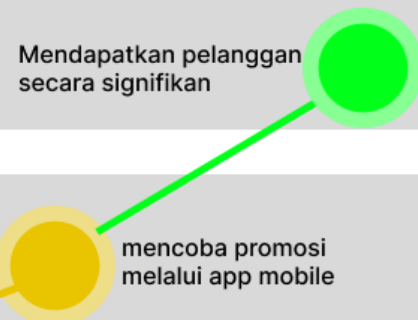 Mendapatkan pelanggan
secara signifikan
mencoba promosi
melalui app mobile